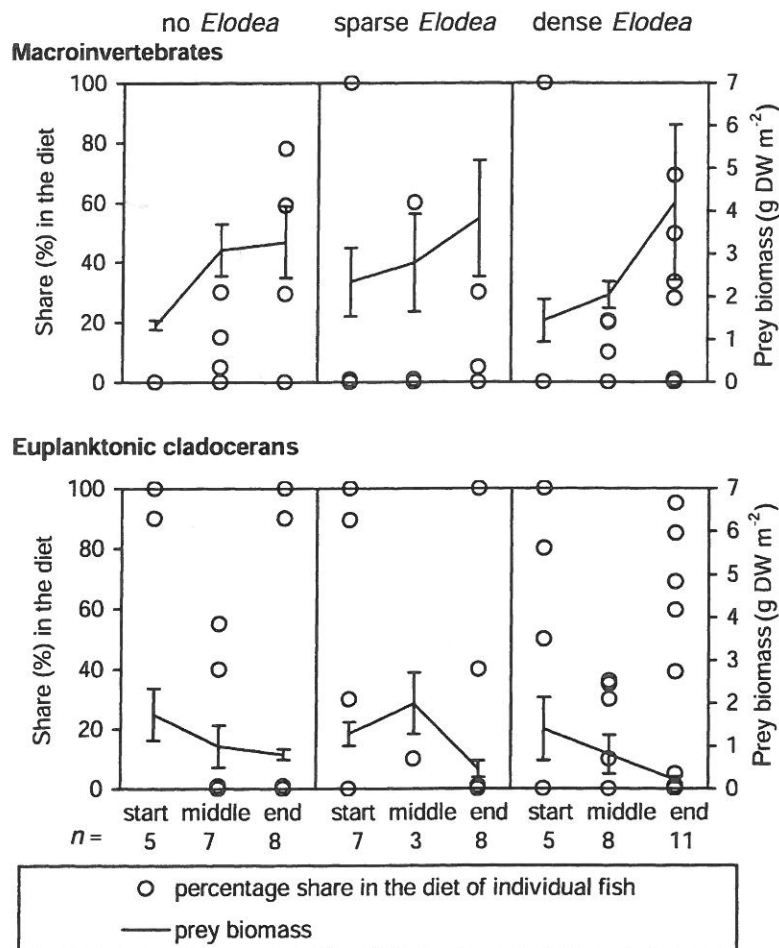 no Elodea sparse Elodea dense Elodea
Macroinvertebrates
100 80 60 40 20 0
Share (%) in the diet
7 6 5 4 3 2 1 0
Prey biomass (g DW m⁻²)
Euplanktonic cladocerans
100 80 60 40 20 0
Share (%) in the diet
7 6 5 4 3 2 1 0
Prey biomass (g DW m⁻²)
start middle end start middle end start middle end
n = 5 7 8 7 3 8 5 8 11
percentage share in the diet of individual fish
prey biomass